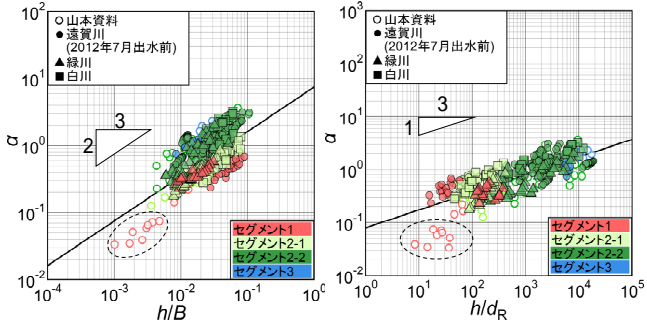 10²
○ 山本資料
● 遠賀川
(2012年7月出水前)
▲ 緑川
■ 白川
10¹
3
2
α
10⁰
10⁻¹
セグメント1
セグメント2-1
セグメント2-2
セグメント3
10⁻²
10⁻⁴ 10⁻³ 10⁻² 10⁻¹ 10⁰
h/B
10³
○ 山本資料
● 遠賀川
(2012年7月出水前)
▲ 緑川
■ 白川
10²
3
1
10¹
α
10⁰
10⁻¹
セグメント1
セグメント2-1
セグメント2-2
セグメント3
10⁻²
10⁰ 10¹ 10² 10³ 10⁴ 10⁵
h/dR